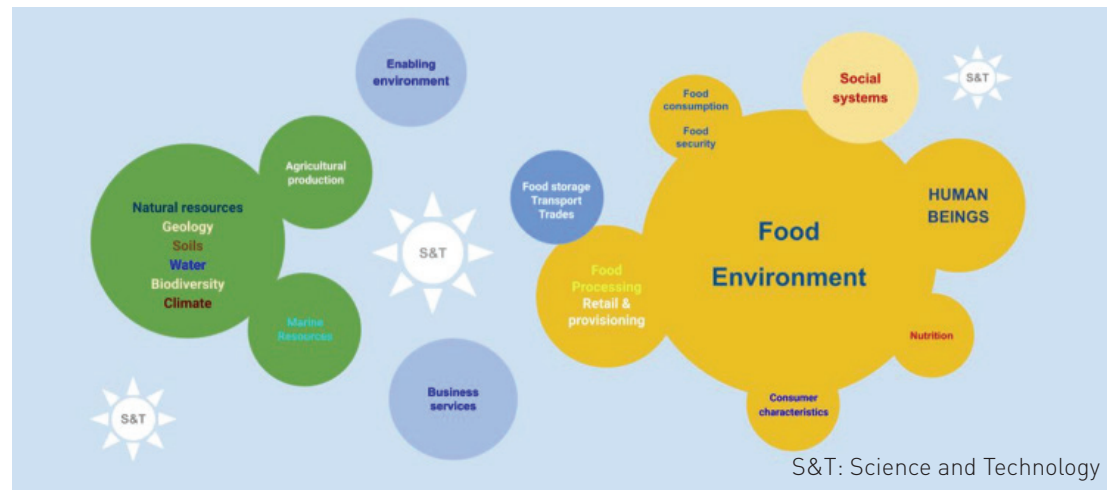 Enabling
environment
Agricultural
production
Natural resources
Geology
Soils
Water
Biodiversity
Climate
Marine
Resources
S&T
S&T
Business
services
Food storage
Transport
Trades
Food
Processing
Retail &
provisioning
Food
consumption
Food
security
Social
systems
S&T
HUMAN
BEINGS
Food
Environment
Nutrition
Consumer
characteristics
S&T: Science and Technology